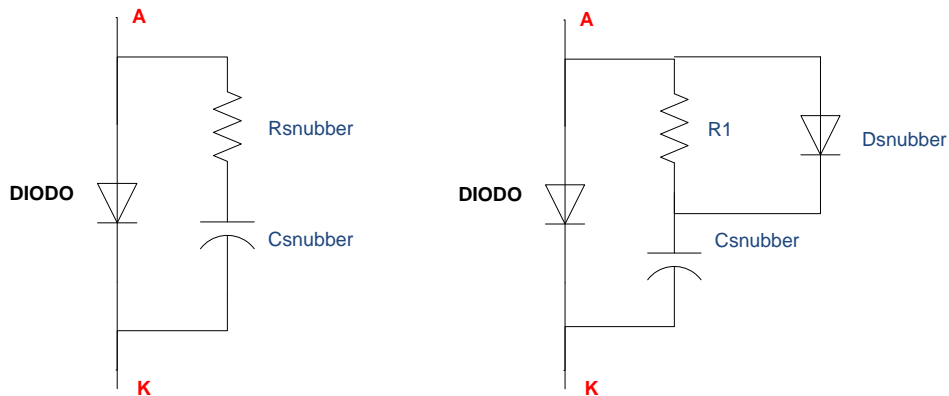 A
Rsnubber
DIODO
Csnubber
K
A
R1
Dsnubber
DIODO
Csnubber
K